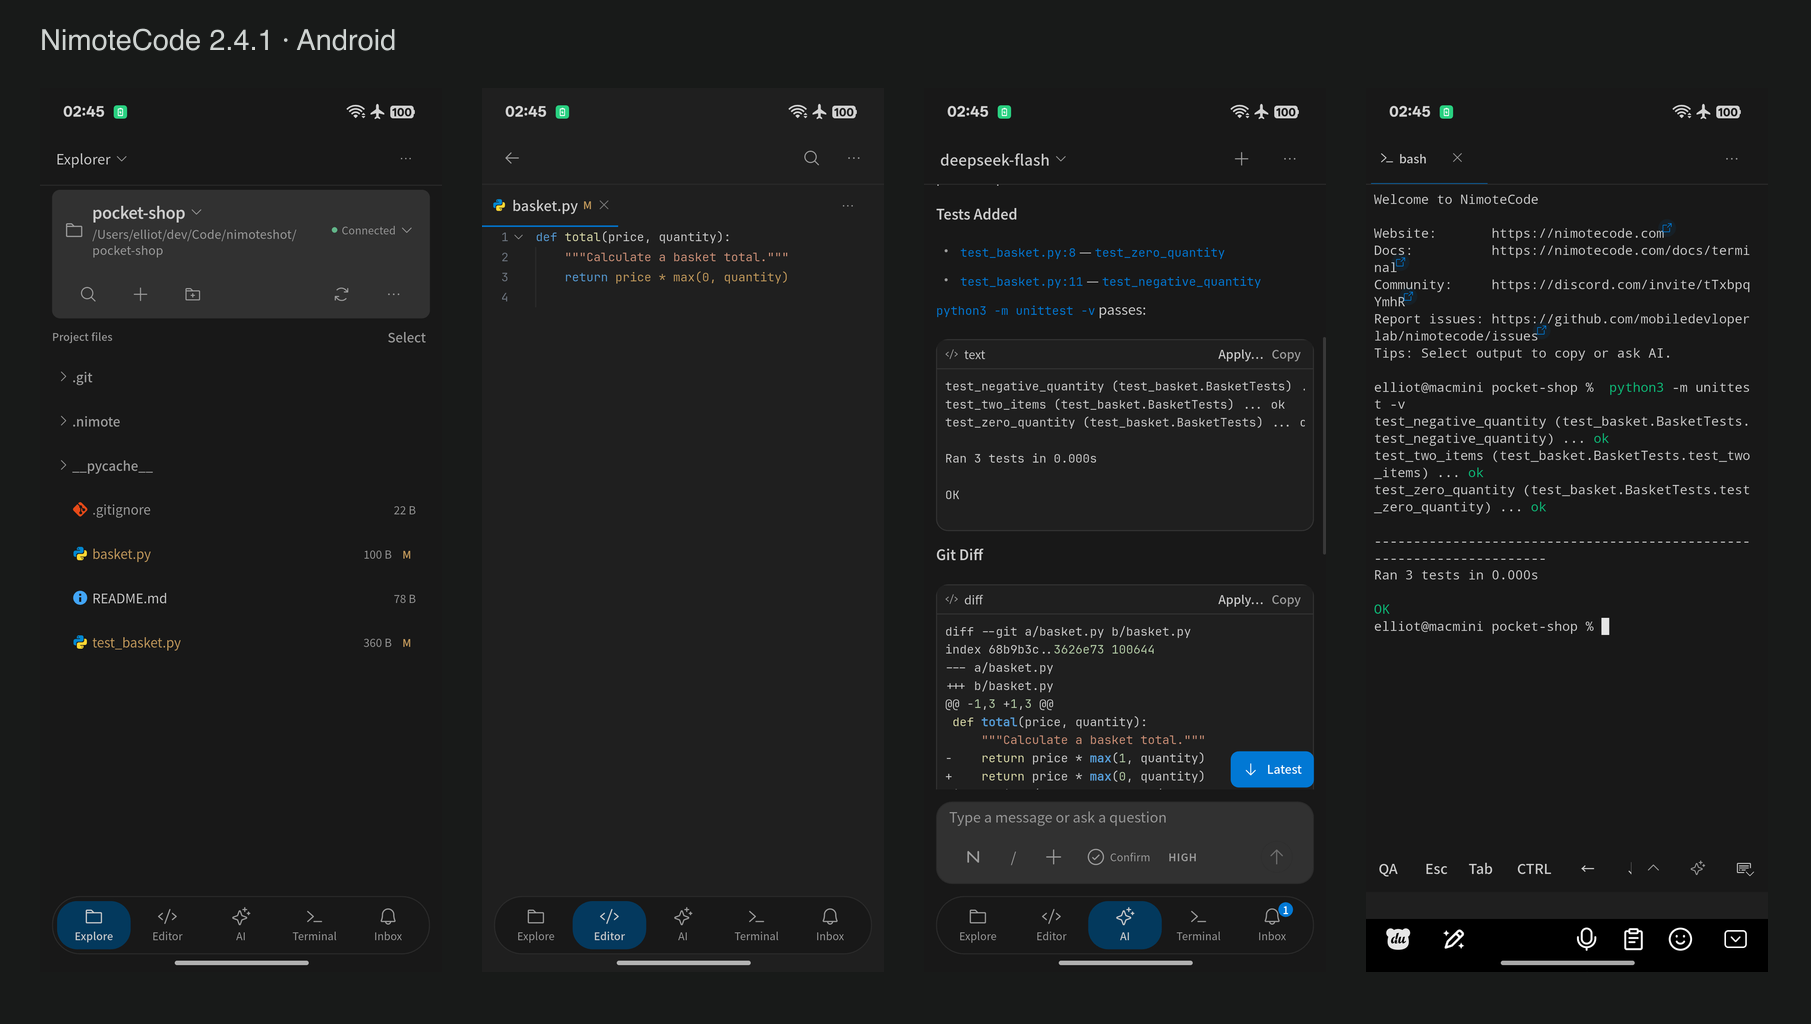 NimoteCode 2.4.1 · Android
02:45
100
Explorer
pocket-shop
/Users/elliot/dev/Code/nimoteshot/
pocket-shop
Connected
Project files
Select
.git
.nimote
__pycache__
.gitignore 22 B
basket.py 100 B M
README.md 78 B
test_basket.py 360 B M
Explore
Editor
AI
Terminal
Inbox
02:45
100
basket.py M
1 def total(price, quantity):
2 """Calculate a basket total."""
3 return price * max(0, quantity)
4
Explore
Editor
AI
Terminal
Inbox
02:45
100
deepseek-flash
Tests Added
• test_basket.py:8 — test_zero_quantity
• test_basket.py:11 — test_negative_quantity
python3 -m unittest -v passes:
text Apply... Copy
test_negative_quantity (test_basket.BasketTests) .
test_two_items (test_basket.BasketTests) ... ok
test_zero_quantity (test_basket.BasketTests) ...
Ran 3 tests in 0.000s
OK
Git Diff
diff Apply... Copy
diff --git a/basket.py b/basket.py
index 68b9b3c..3626e73 100644
--- a/basket.py
+++ b/basket.py
@@ -1,3 +1,3 @@
def total(price, quantity):
"""Calculate a basket total."""
- return price * max(1, quantity)
+ return price * max(0, quantity)
Latest
Type a message or ask a question
N / + Confirm HIGH
Explore
Editor
AI
Terminal
Inbox
1
02:45
100
bash
Welcome to NimoteCode
Website: https://nimotecode.com
Docs: https://nimotecode.com/docs/termi
nal
Community: https://discord.com/invite/tTxbpq
YmhR
Report issues: https://github.com/mobiledevloper
lab/nimotecode/issues
Tips: Select output to copy or ask AI.
elliot@macmini pocket-shop % python3 -m unittes
t -v
test_negative_quantity (test_basket.BasketTests.
test_negative_quantity) ... ok
test_two_items (test_basket.BasketTests.test_two
_items) ... ok
test_zero_quantity (test_basket.BasketTests.test
_zero_quantity) ... ok
------------------------------------------------
----------------------
Ran 3 tests in 0.000s
OK
elliot@macmini pocket-shop %
QA Esc Tab CTRL
du